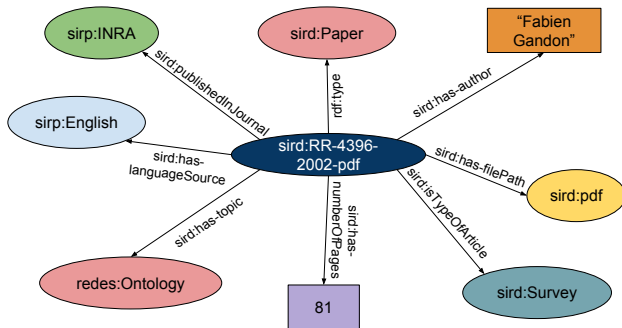 sirp:INRA
sird:Paper
“Fabien
Gandon”
sird:publishedInJournal
rdf:type
sird:has-author
sirp:English
sird:RR-4396-
2002-pdf
sird:has-
languageSource
sird:has-filePath
sird:pdf
sird:has-topic
sird:has-
numberOfPages
sird:isTypeOfArticle
redes:Ontology
81
sird:Survey